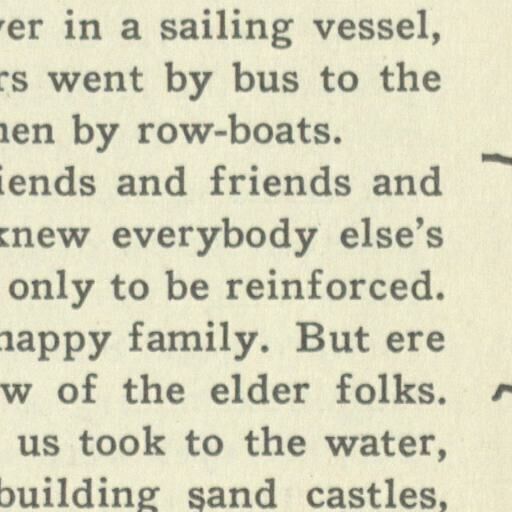 ver in a sailing vessel,
rs went by bus to the
hen by row-boats.
iends and friends and
knew everybody else's
only to be reinforced.
happy family. But ere
w of the elder folks.
us took to the water,
building sand castles,